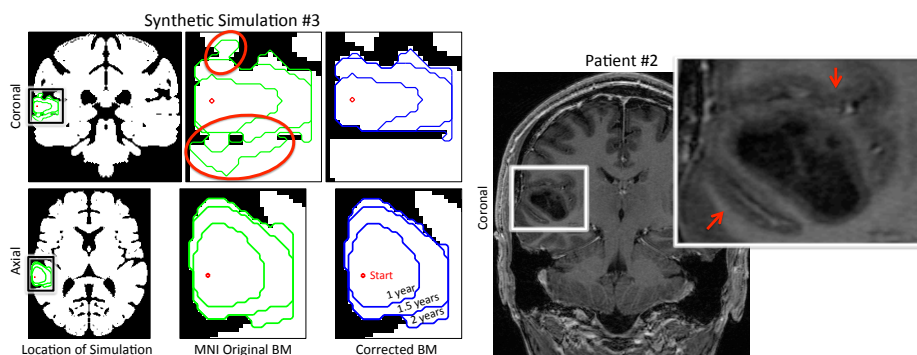 Synthetic Simulation #3
Coronal
Axial
Start
1 year
1.5 years
2 years
Location of Simulation
MNI Original BM
Corrected BM
Patient #2
Coronal